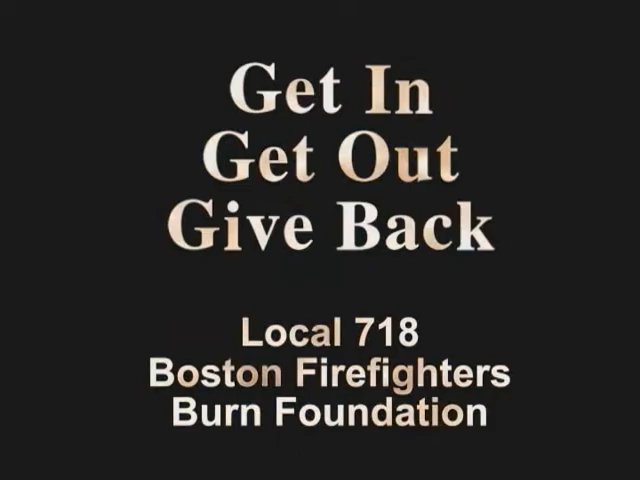 Get In
Get Out
Give Back
Local 718
Boston Firefighters
Burn Foundation